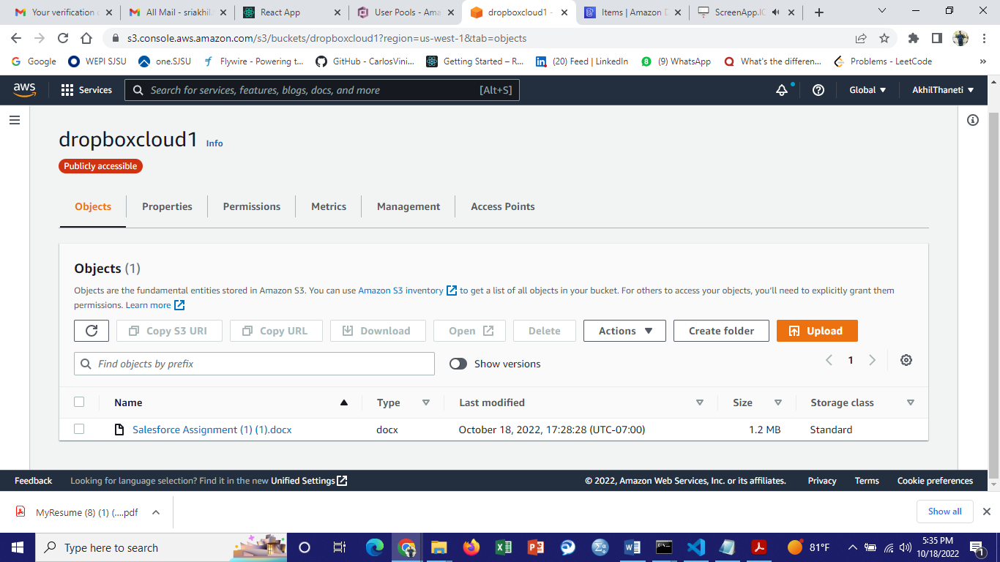 Your verification c
All Mail - sriakhil.
React App
User Pools - Ama
dropboxcloud1 -
Items | Amazon D
ScreenApp.IO
s3.console.aws.amazon.com/s3/buckets/dropboxcloud1?region=us-west-1&tab=objects
Google WEPI SJSU one.SJSU Flywire - Powering t... GitHub - CarlosVini... Getting Started – R... (20) Feed | LinkedIn (9) WhatsApp What's the differen... Problems - LeetCode
aws Services Search for services, features, blogs, docs, and more [Alt+S] Global AkhilThaneti
dropboxcloud1 Info
Publicly accessible
Objects Properties Permissions Metrics Management Access Points
Objects (1)
Objects are the fundamental entities stored in Amazon S3. You can use Amazon S3 inventory to get a list of all objects in your bucket. For others to access your objects, you'll need to explicitly grant them
permissions. Learn more
Copy S3 URI Copy URL Download Open Delete Actions Create folder Upload
Find objects by prefix Show versions 1
Name Type Last modified Size Storage class
Salesforce Assignment (1) (1).docx docx October 18, 2022, 17:28:28 (UTC-07:00) 1.2 MB Standard
Feedback Looking for language selection? Find it in the new Unified Settings © 2022, Amazon Web Services, Inc. or its affiliates. Privacy Terms Cookie preferences
MyResume (8) (1) (....pdf Show all
Type here to search 81°F 5:35 PM
10/18/2022 1